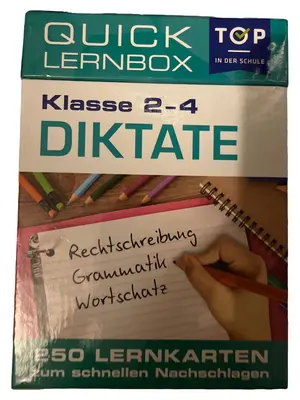 QUICK
LERNBOX
TOP
IN DER SCHULE
Klasse 2-4
DIKTATE
Rechtschreibung
Grammatik
Wortschatz
250 LERNKARTEN
zum schnellen Nachschlagen